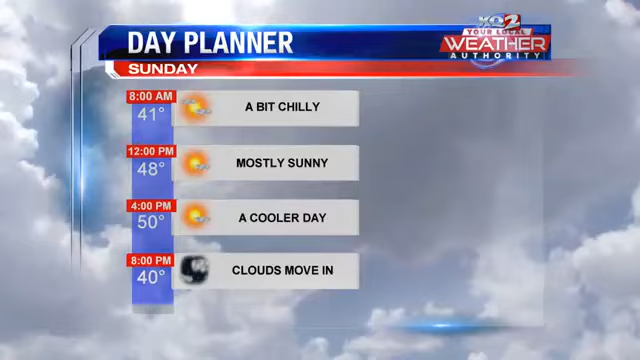 DAY PLANNER
KQ2
YOUR LOCAL
WEATHER
AUTHORITY
SUNDAY
8:00 AM
41°
A BIT CHILLY
12:00 PM
48°
MOSTLY SUNNY
4:00 PM
50°
A COOLER DAY
8:00 PM
40°
CLOUDS MOVE IN